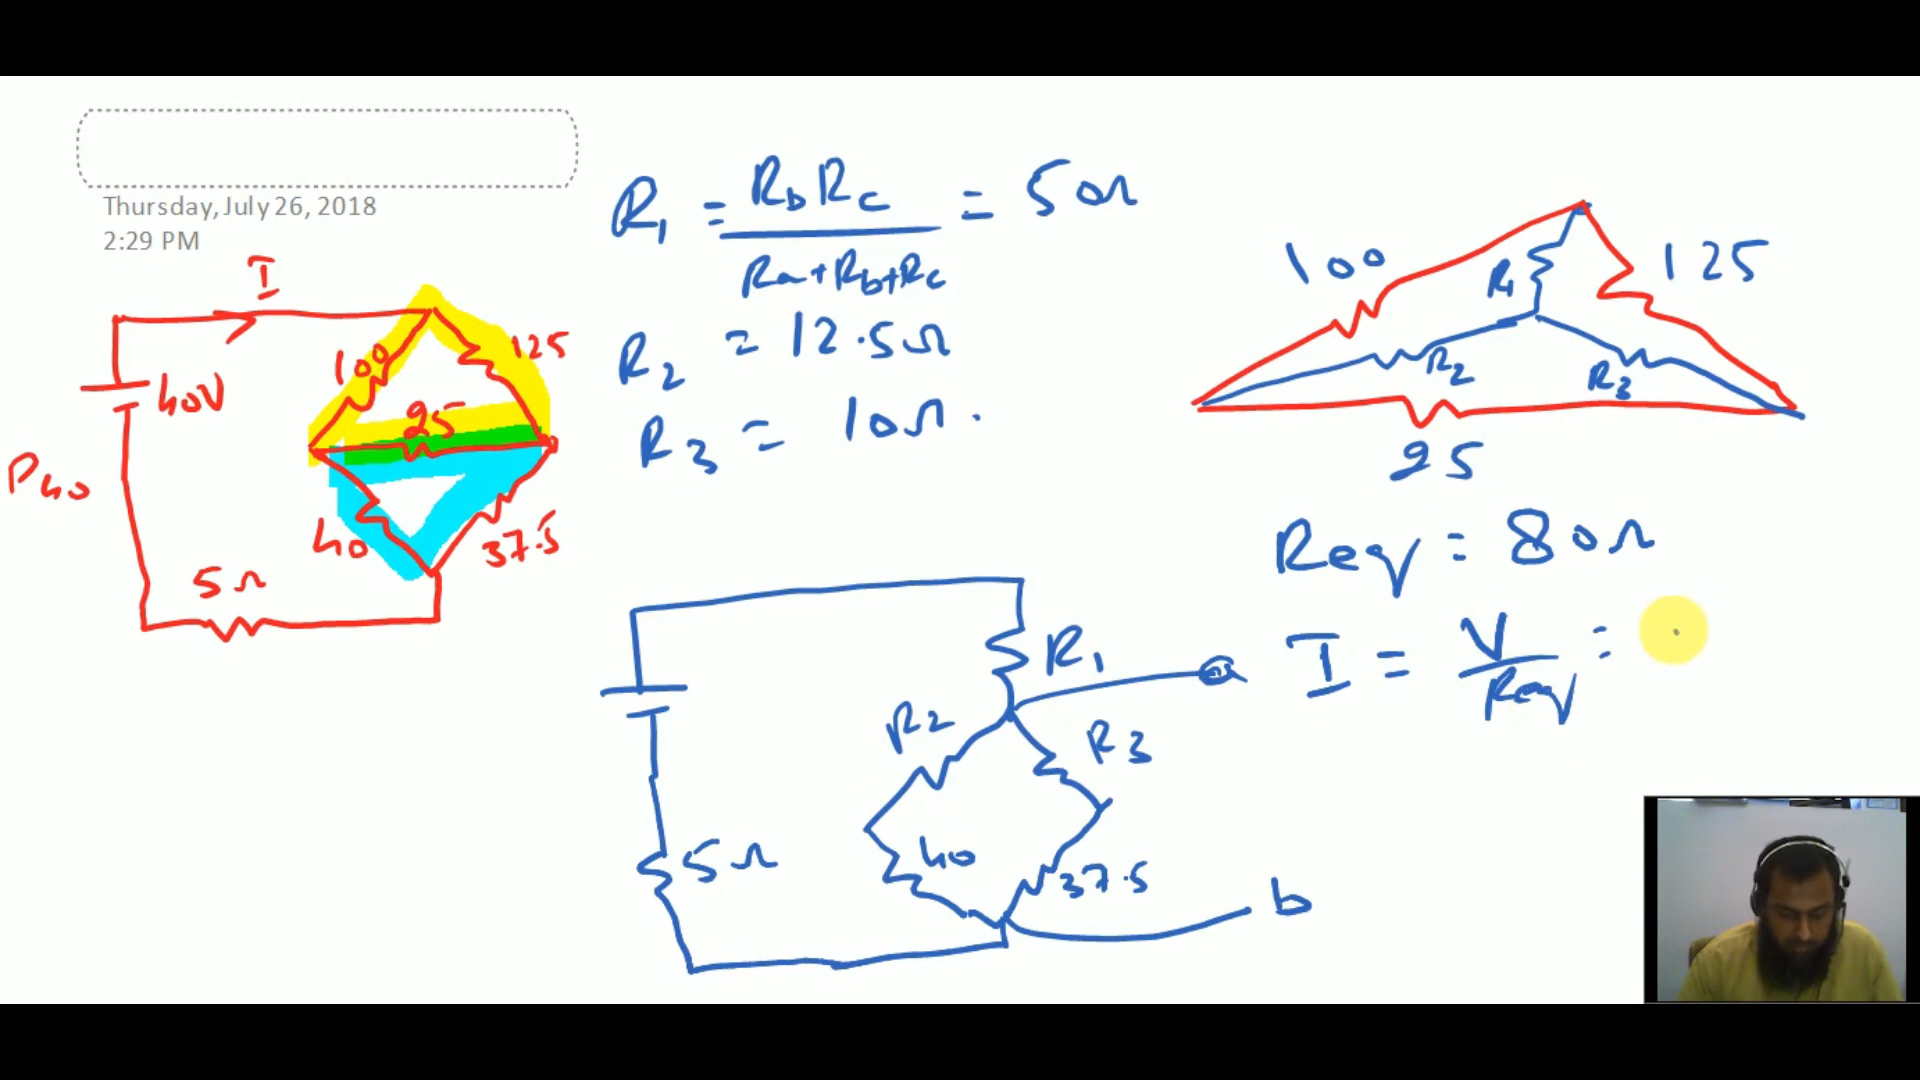 Thursday, July 26, 2018
2:29 PM
I
40V
100
125
25
40
37.5
P40
5Ω
R1 = RbRc / Ra+Rb+Rc = 50Ω
R2 = 12.5Ω
R3 = 10Ω.
100
125
R1
R2
R3
25
Req = 80Ω
I = V/Req =
R1
a
R2
R3
5Ω
40
37.5
b